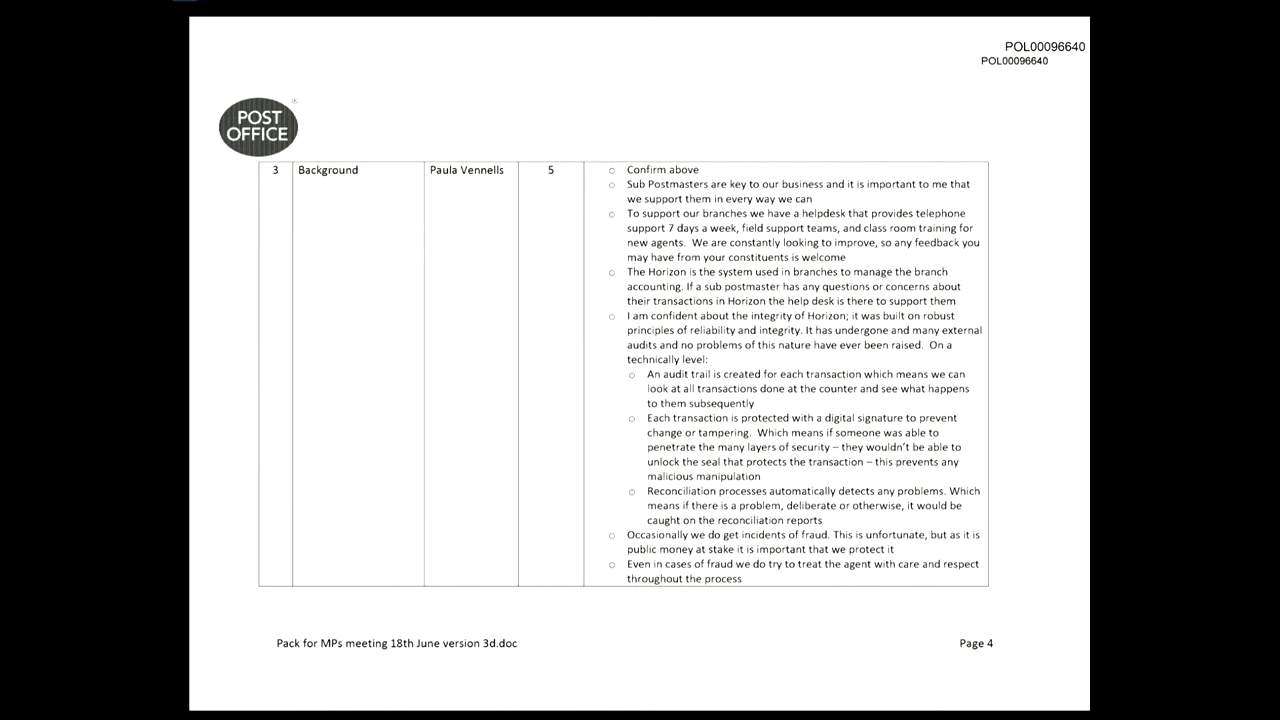 POL00096640
POL00096640
POST
OFFICE
3 Background Paula Vennells 5
○ Confirm above
○ Sub Postmasters are key to our business and it is important to me that
we support them in every way we can
○ To support our branches we have a helpdesk that provides telephone
support 7 days a week, field support teams, and class room training for
new agents. We are constantly looking to improve, so any feedback you
may have from your constituents is welcome
○ The Horizon is the system used in branches to manage the branch
accounting. If a sub postmaster has any questions or concerns about
their transactions in Horizon the help desk is there to support them
○ I am confident about the integrity of Horizon; it was built on robust
principles of reliability and integrity. It has undergone and many external
audits and no problems of this nature have ever been raised. On a
technically level:
○ An audit trail is created for each transaction which means we can
look at all transactions done at the counter and see what happens
to them subsequently
○ Each transaction is protected with a digital signature to prevent
change or tampering. Which means if someone was able to
penetrate the many layers of security – they wouldn't be able to
unlock the seal that protects the transaction – this prevents any
malicious manipulation
○ Reconciliation processes automatically detects any problems. Which
means if there is a problem, deliberate or otherwise, it would be
caught on the reconciliation reports
○ Occasionally we do get incidents of fraud. This is unfortunate, but as it is
public money at stake it is important that we protect it
○ Even in cases of fraud we do try to treat the agent with care and respect
throughout the process
Pack for MPs meeting 18th June version 3d.doc
Page 4